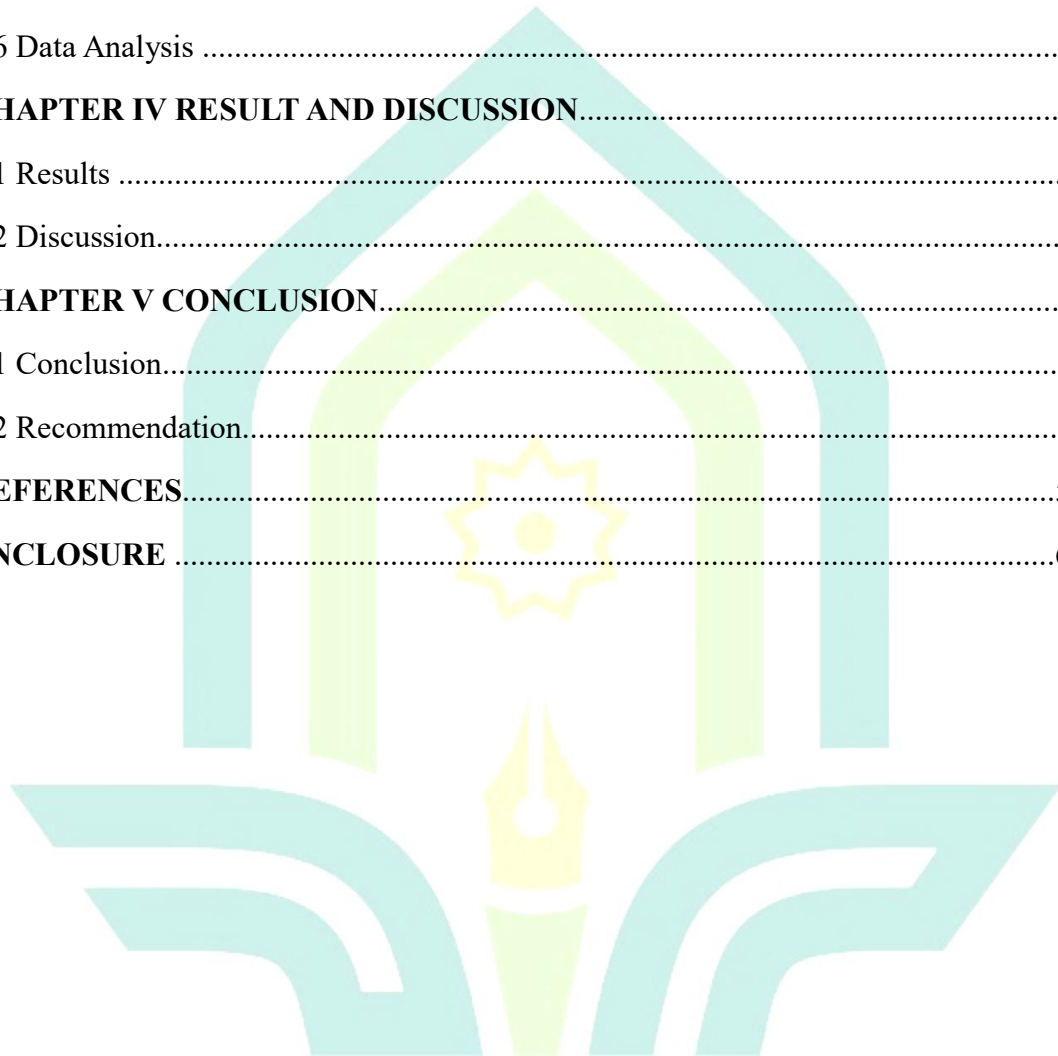 6 Data Analysis ..........................................................................................................
HAPTER IV RESULT AND DISCUSSION...........................................................
1 Results .....................................................................................................................
2 Discussion................................................................................................................
HAPTER V CONCLUSION....................................................................................
1 Conclusion...............................................................................................................
2 Recommendation.....................................................................................................
EFERENCES.............................................................................................................
NCLOSURE ..............................................................................................................